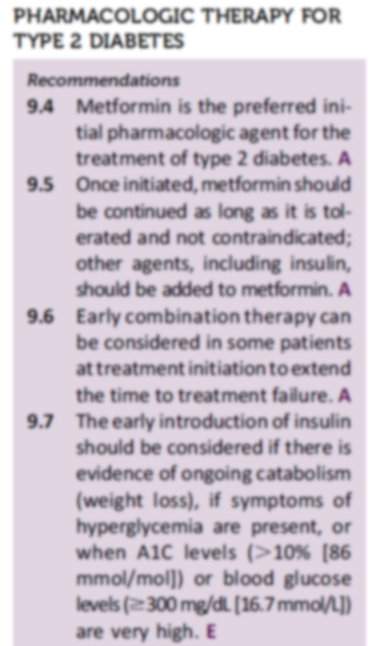 PHARMACOLOGIC THERAPY FOR
TYPE 2 DIABETES
Recommendations
9.4 Metformin is the preferred ini-
tial pharmacologic agent for the
treatment of type 2 diabetes. A
9.5 Once initiated, metformin should
be continued as long as it is tol-
erated and not contraindicated;
other agents, including insulin,
should be added to metformin. A
9.6 Early combination therapy can
be considered in some patients
at treatment initiation to extend
the time to treatment failure. A
9.7 The early introduction of insulin
should be considered if there is
evidence of ongoing catabolism
(weight loss), if symptoms of
hyperglycemia are present, or
when A1C levels (>10% [86
mmol/mol]) or blood glucose
levels (≥300 mg/dL [16.7 mmol/L])
are very high. E